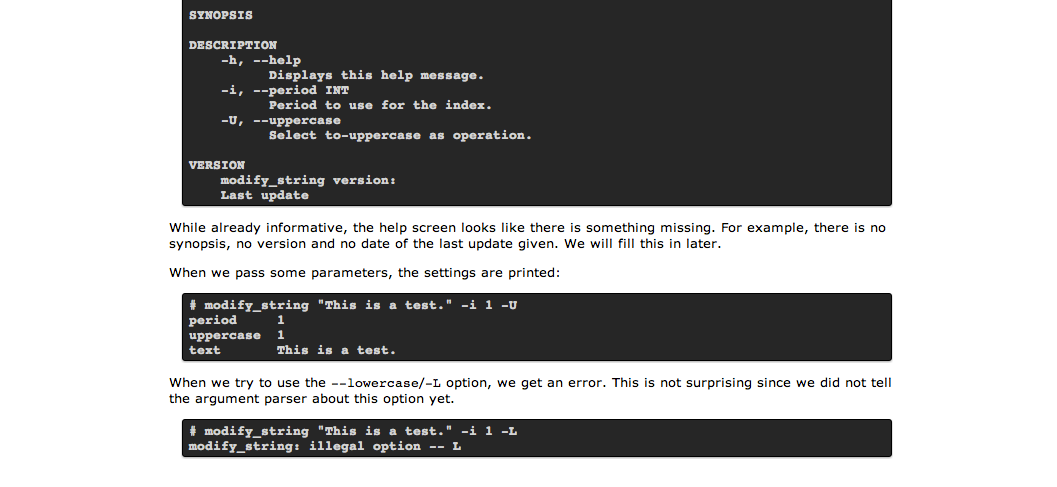 SYNOPSIS
DESCRIPTION
-h, --help
Displays this help message.
-i, --period INT
Period to use for the index.
-U, --uppercase
Select to-uppercase as operation.
VERSION
modify_string version:
Last update
While already informative, the help screen looks like there is something missing. For example, there is no
synopsis, no version and no date of the last update given. We will fill this in later.
When we pass some parameters, the settings are printed:
# modify_string "This is a test." -i 1 -U
period 1
uppercase 1
text This is a test.
When we try to use the --lowercase/-L option, we get an error. This is not surprising since we did not tell
the argument parser about this option yet.
# modify_string "This is a test." -i 1 -L
modify_string: illegal option -- L